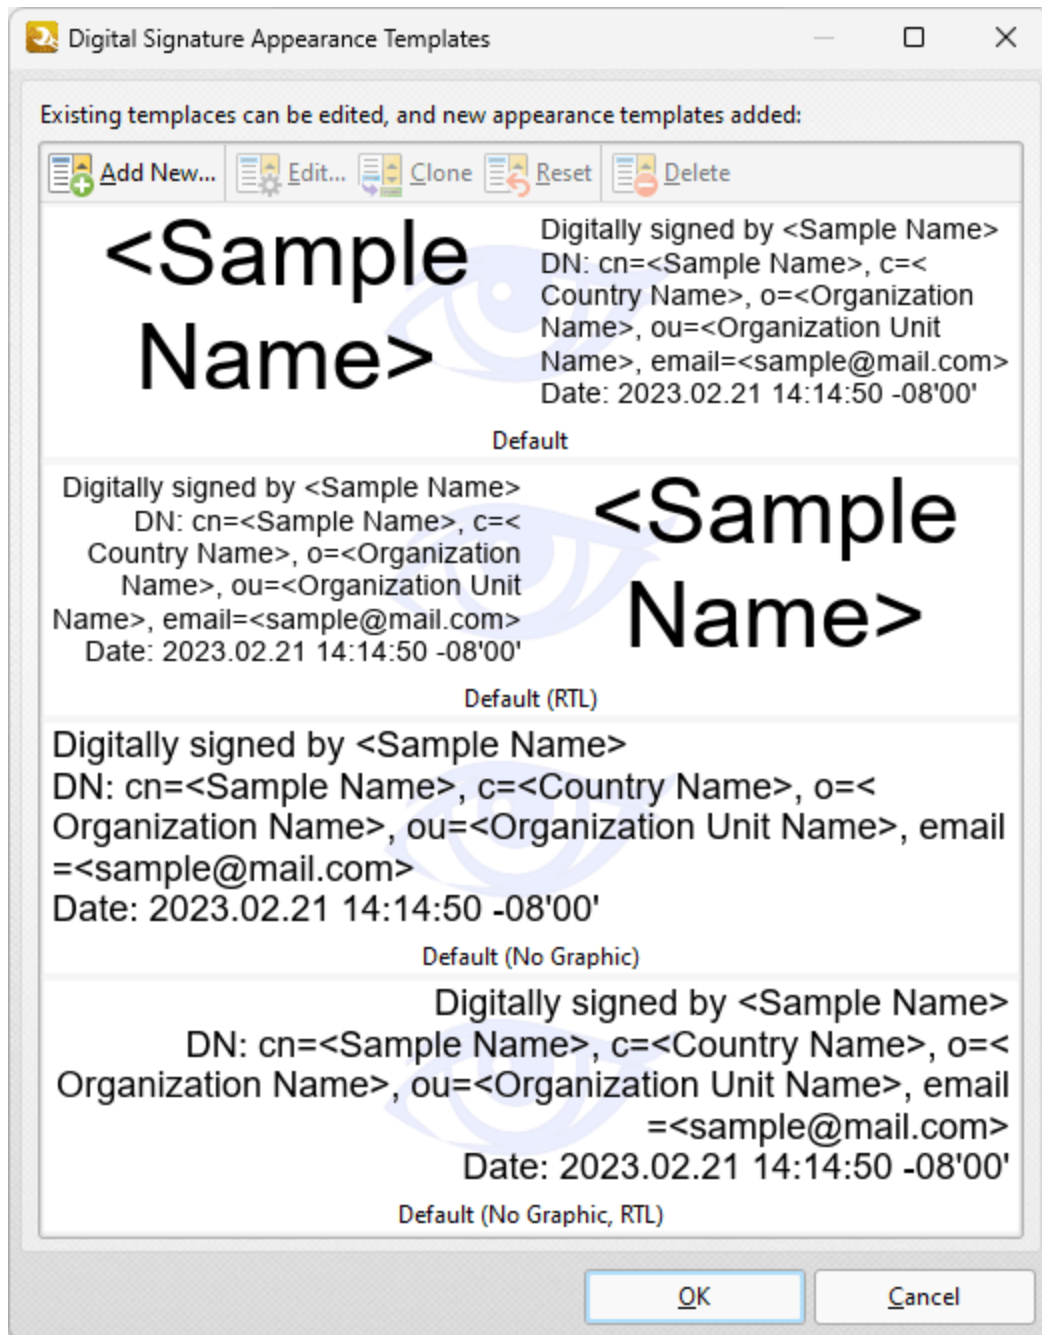 Digital Signature Appearance Templates
Existing templaces can be edited, and new appearance templates added:
Add New... Edit... Clone Reset Delete
<Sample
Name>
Digitally signed by <Sample Name>
DN: cn=<Sample Name>, c=<
Country Name>, o=<Organization
Name>, ou=<Organization Unit
Name>, email=<sample@mail.com>
Date: 2023.02.21 14:14:50 -08'00'
Default
Digitally signed by <Sample Name>
DN: cn=<Sample Name>, c=<
Country Name>, o=<Organization
Name>, ou=<Organization Unit
Name>, email=<sample@mail.com>
Date: 2023.02.21 14:14:50 -08'00'
<Sample
Name>
Default (RTL)
Digitally signed by <Sample Name>
DN: cn=<Sample Name>, c=<Country Name>, o=<
Organization Name>, ou=<Organization Unit Name>, email
=<sample@mail.com>
Date: 2023.02.21 14:14:50 -08'00'
Default (No Graphic)
Digitally signed by <Sample Name>
DN: cn=<Sample Name>, c=<Country Name>, o=<
Organization Name>, ou=<Organization Unit Name>, email
=<sample@mail.com>
Date: 2023.02.21 14:14:50 -08'00'
Default (No Graphic, RTL)
OK Cancel